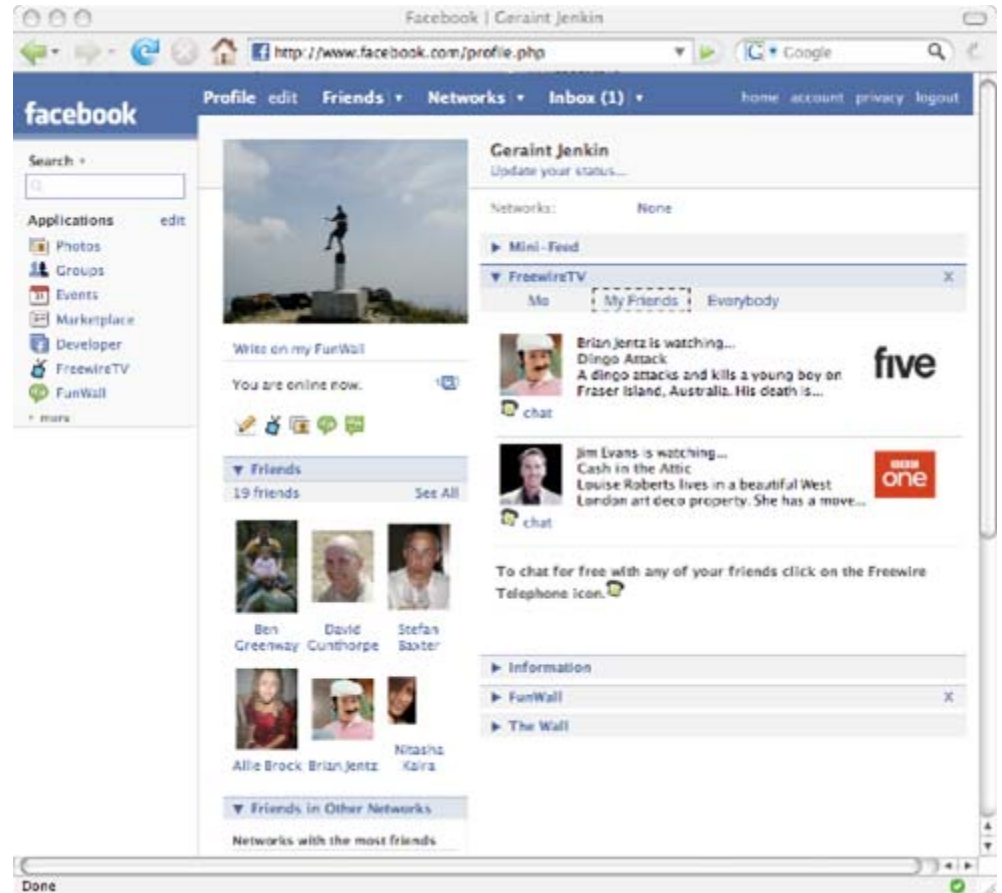 Facebook | Geraint Jenkin
http://www.facebook.com/profile.php
G Google
facebook
Profile edit Friends Networks Inbox (1) home account privacy logout
Search
Applications edit
Photos
Groups
31 Events
Marketplace
Developer
FreewireTV
FunWall
more
Write on my FunWall
You are online now.
Friends
19 friends See All
Ben Greenway
David Gunthorpe
Stefan Baxter
Allie Brock
Brian Jentz
Nitasha Kalra
Friends in Other Networks
Networks with the most friends
Geraint Jenkin
Update your status...
Networks: None
Mini-Feed
FreewireTV X
Me My Friends Everybody
Brian Jentz is watching...
Dingo Attack
A dingo attacks and kills a young boy on
Fraser Island, Australia. His death is...
chat
five
Jim Evans is watching...
Cash in the Attic
Louise Roberts lives in a beautiful West
London art deco property. She has a move...
chat
BBC
one
To chat for free with any of your friends click on the Freewire
Telephone icon.
Information
FunWall X
The Wall
Done